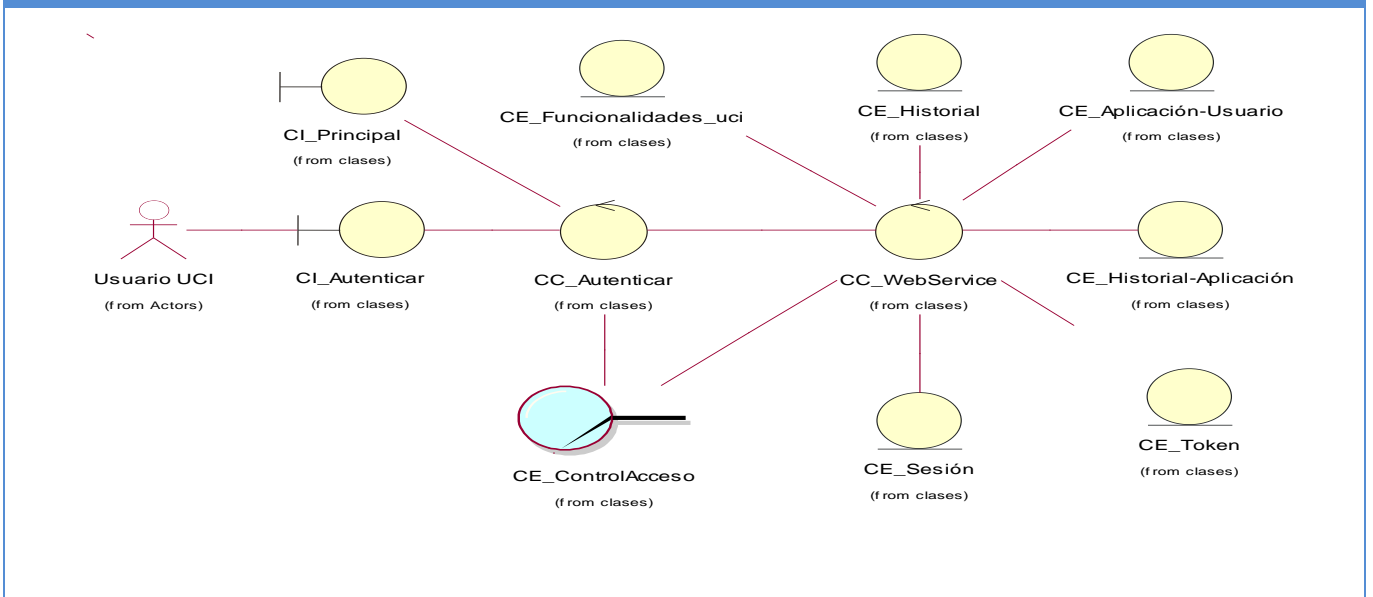 CI_Principal
(from clases)
CE_Funcionalidades_uci
(from clases)
CE_Historial
(from clases)
CE_Aplicación-Usuario
(from clases)
Usuario UCI
(from Actors)
CI_Autenticar
(from clases)
CC_Autenticar
(from clases)
CC_WebService
(from clases)
CE_Historial-Aplicación
(from clases)
CE_ControlAcceso
(from clases)
CE_Sesión
(from clases)
CE_Token
(from clases)